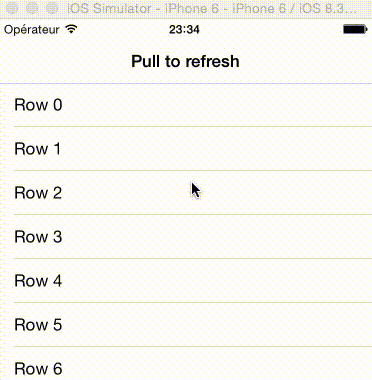 iOS Simulator - iPhone 6 - iPhone 6 / iOS 8.3...
Opérateur 23:34
Pull to refresh
Row 0
Row 1
Row 2
Row 3
Row 4
Row 5
Row 6